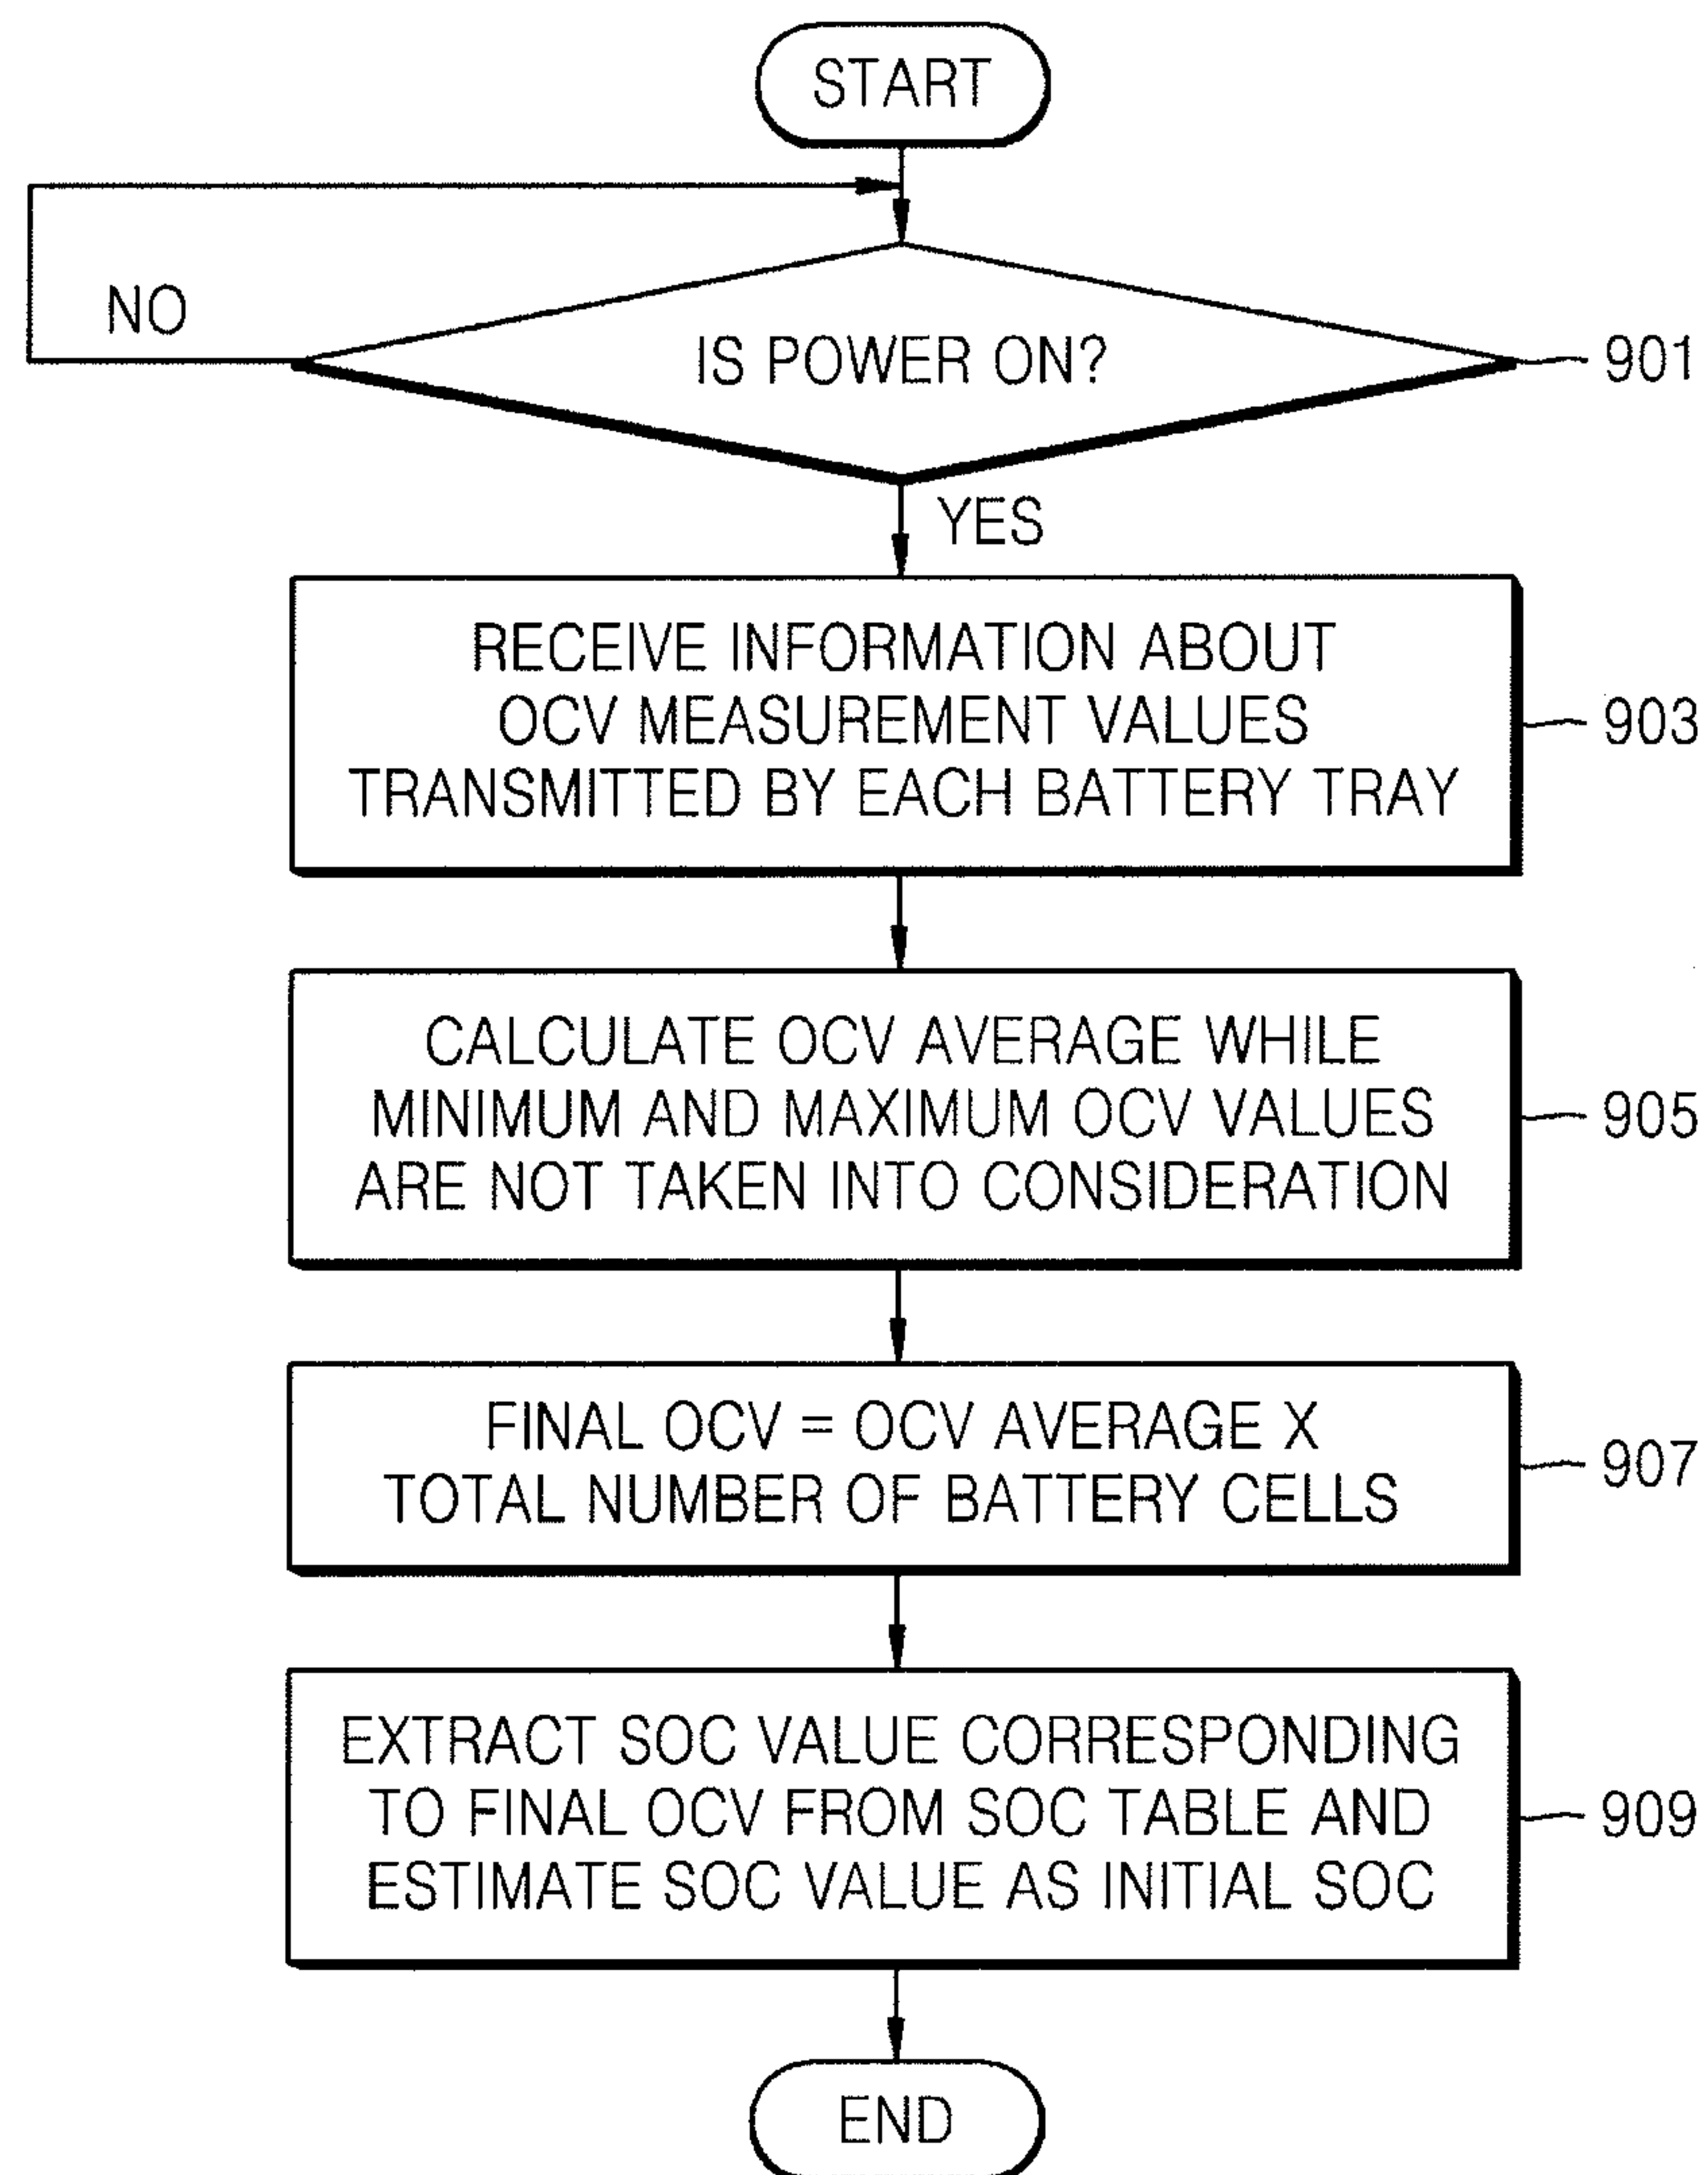 START
NO
IS POWER ON?
901
YES
RECEIVE INFORMATION ABOUT
OCV MEASUREMENT VALUES
TRANSMITTED BY EACH BATTERY TRAY
903
CALCULATE OCV AVERAGE WHILE
MINIMUM AND MAXIMUM OCV VALUES
ARE NOT TAKEN INTO CONSIDERATION
905
FINAL OCV = OCV AVERAGE X
TOTAL NUMBER OF BATTERY CELLS
907
EXTRACT SOC VALUE CORRESPONDING
TO FINAL OCV FROM SOC TABLE AND
ESTIMATE SOC VALUE AS INITIAL SOC
909
END